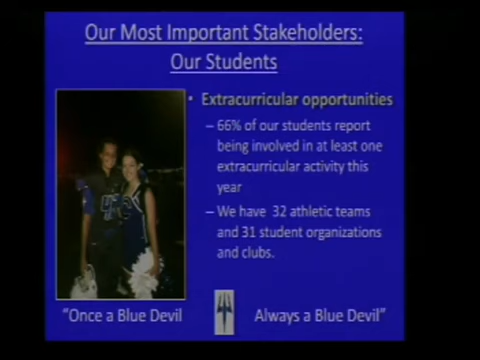 Our Most Important Stakeholders:
Our Students
• Extracurricular opportunities
– 66% of our students report
being involved in at least one
extracurricular activity this
year
– We have 32 athletic teams
and 31 student organizations
and clubs.
"Once a Blue Devil
Always a Blue Devil"